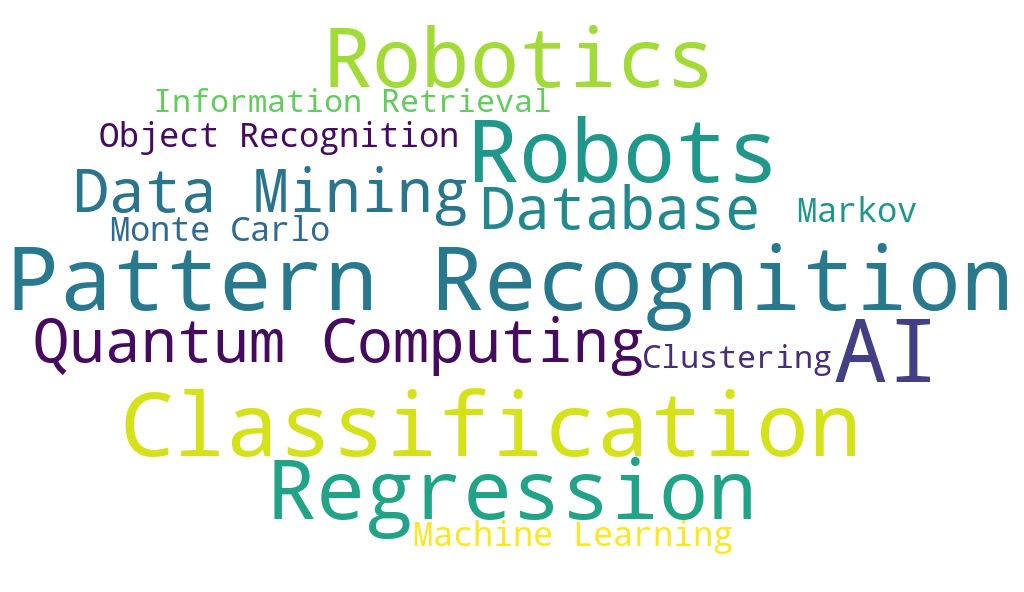 Robotics
Information Retrieval
Object Recognition
Robots
Data Mining
Database
Markov
Monte Carlo
Pattern Recognition
Quantum Computing
Clustering
AI
Classification
Regression
Machine Learning